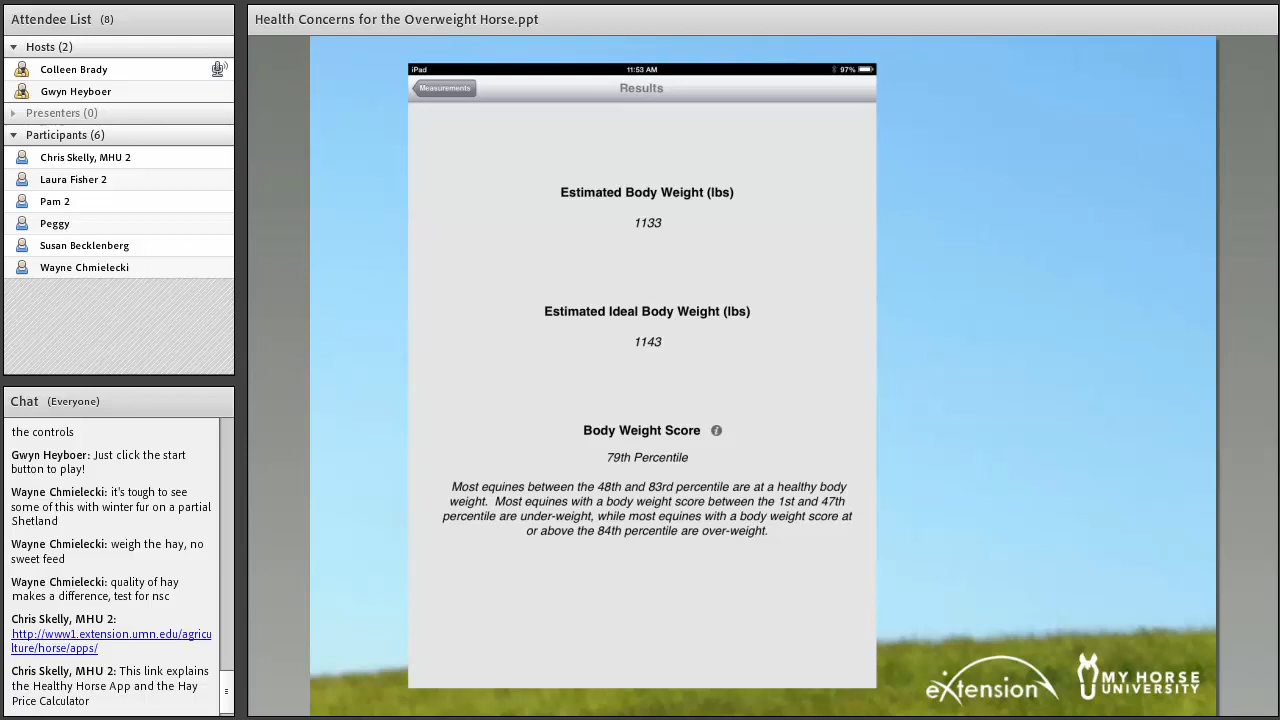 Attendee List (8)
Hosts (2)
Colleen Brady
Gwyn Heyboer
Presenters (0)
Participants (6)
Chris Skelly, MHU 2
Laura Fisher 2
Pam 2
Peggy
Susan Becklenberg
Wayne Chmielecki
Chat (Everyone)
the controls
Gwyn Heyboer: Just click the start
button to play!
Wayne Chmielecki: it's tough to see
some of this with winter fur on a partial
Shetland
Wayne Chmielecki: weigh the hay, no
sweet feed
Wayne Chmielecki: quality of hay
makes a difference, test for nsc
Chris Skelly, MHU 2:
http://www1.extension.umn.edu/agricu
lture/horse/apps/
Chris Skelly, MHU 2: This link explains
the Healthy Horse App and the Hay
Price Calculator
Health Concerns for the Overweight Horse.ppt
iPad 11:53 AM 97%
Measurements Results
Estimated Body Weight (lbs)
1133
Estimated Ideal Body Weight (lbs)
1143
Body Weight Score i
79th Percentile
Most equines between the 48th and 83rd percentile are at a healthy body
weight. Most equines with a body weight score between the 1st and 47th
percentile are under-weight, while most equines with a body weight score at
or above the 84th percentile are over-weight.
eXtension
MY HORSE
UNIVERSITY